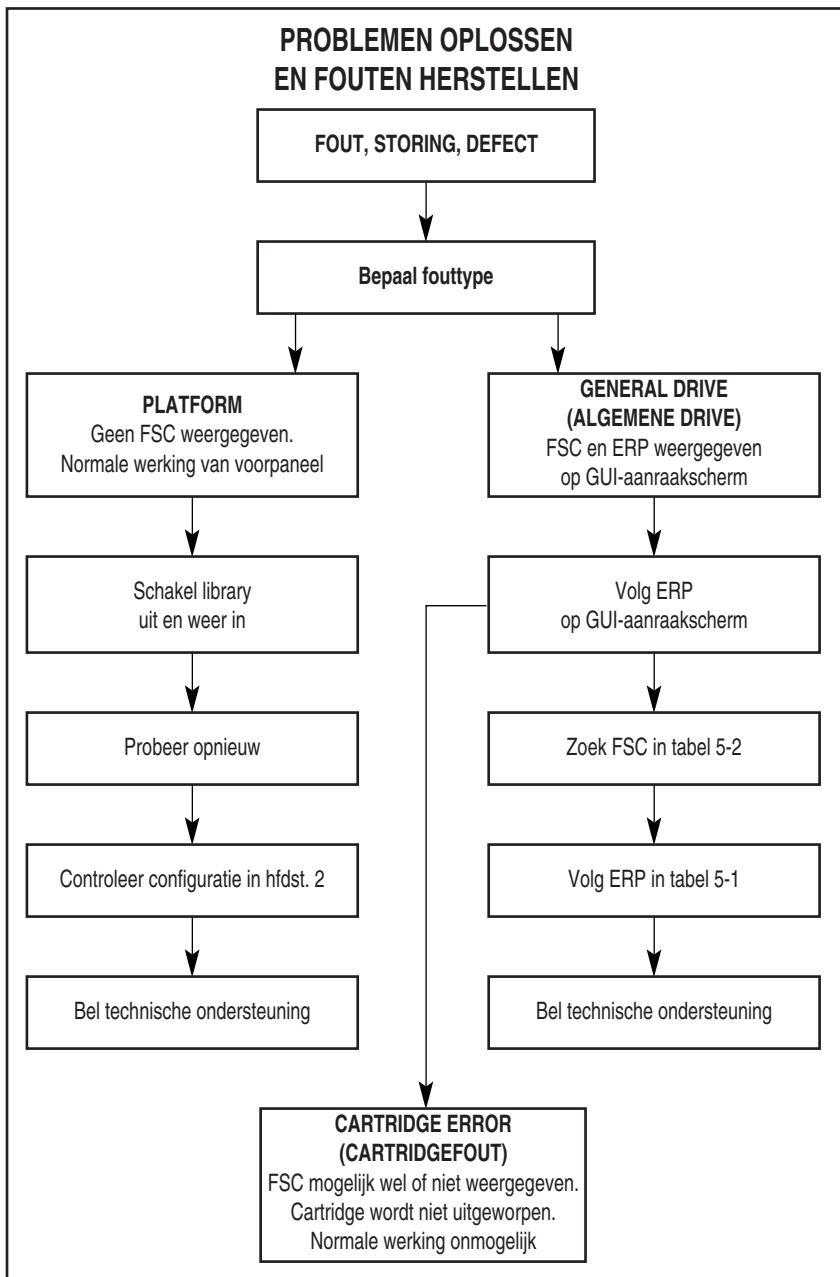 PROBLEMEN OPLOSSEN
EN FOUTEN HERSTELLEN
FOUT, STORING, DEFECT
Bepaal fouttype
PLATFORM
Geen FSC weergegeven.
Normale werking van voorpaneel
Schakel library
uit en weer in
Probeer opnieuw
Controleer configuratie in hfdst. 2
Bel technische ondersteuning
GENERAL DRIVE
(ALGEMENE DRIVE)
FSC en ERP weergegeven
op GUI-aanraakscherm
Volg ERP
op GUI-aanraakscherm
Zoek FSC in tabel 5-2
Volg ERP in tabel 5-1
Bel technische ondersteuning
CARTRIDGE ERROR
(CARTRIDGEFOUT)
FSC mogelijk wel of niet weergegeven.
Cartridge wordt niet uitgeworpen.
Normale werking onmogelijk